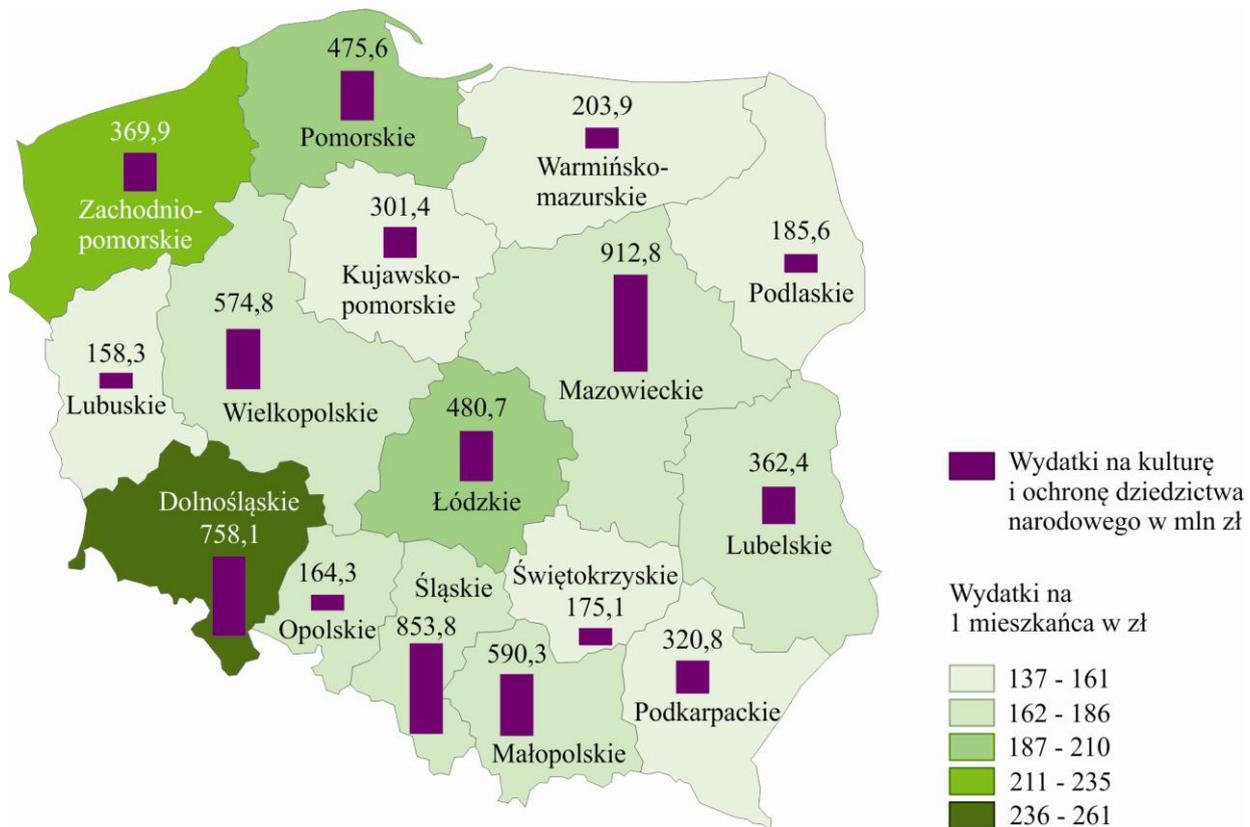 475,6
Pomorskie
369,9
Zachodnio-
pomorskie
203,9
Warmińsko-
mazurskie
301,4
Kujawsko-
pomorskie
185,6
Podlaskie
912,8
Mazowieckie
574,8
Wielkopolskie
158,3
Lubuskie
480,7
Łódzkie
362,4
Lubelskie
Dolnośląskie
758,1
164,3
Opolskie
Śląskie
853,8
Świętokrzyskie
175,1
590,3
Małopolskie
320,8
Podkarpackie
Wydatki na kulturę
i ochronę dziedzictwa
narodowego w mln zł
Wydatki na
1 mieszkańca w zł
137 - 161
162 - 186
187 - 210
211 - 235
236 - 261